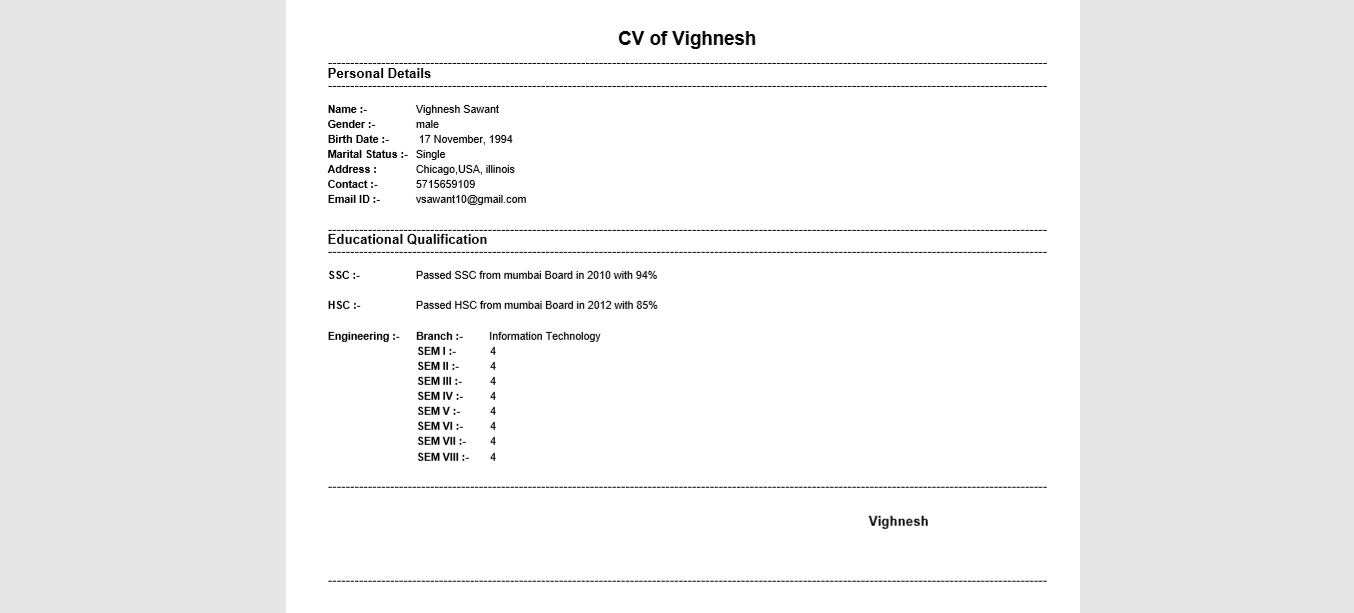 CV of Vighnesh
Personal Details
Name :- Vighnesh Sawant
Gender :- male
Birth Date :- 17 November, 1994
Marital Status :- Single
Address : Chicago,USA, illinois
Contact :- 5715659109
Email ID :- vsawant10@gmail.com
Educational Qualification
SSC :- Passed SSC from mumbai Board in 2010 with 94%
HSC :- Passed HSC from mumbai Board in 2012 with 85%
Engineering :- Branch :- Information Technology
SEM I :- 4
SEM II :- 4
SEM III :- 4
SEM IV :- 4
SEM V :- 4
SEM VI :- 4
SEM VII :- 4
SEM VIII :- 4
Vighnesh